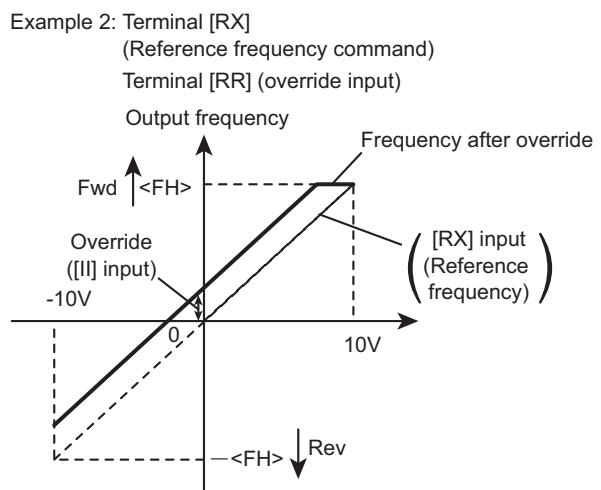 Example 2: Terminal [RX]
(Reference frequency command)
Terminal [RR] (override input)
Output frequency
Frequency after override
Fwd
<FH>
Override
([II] input)
[RX] input
(Reference
frequency)
-10V
0
10V
—<FH>
Rev